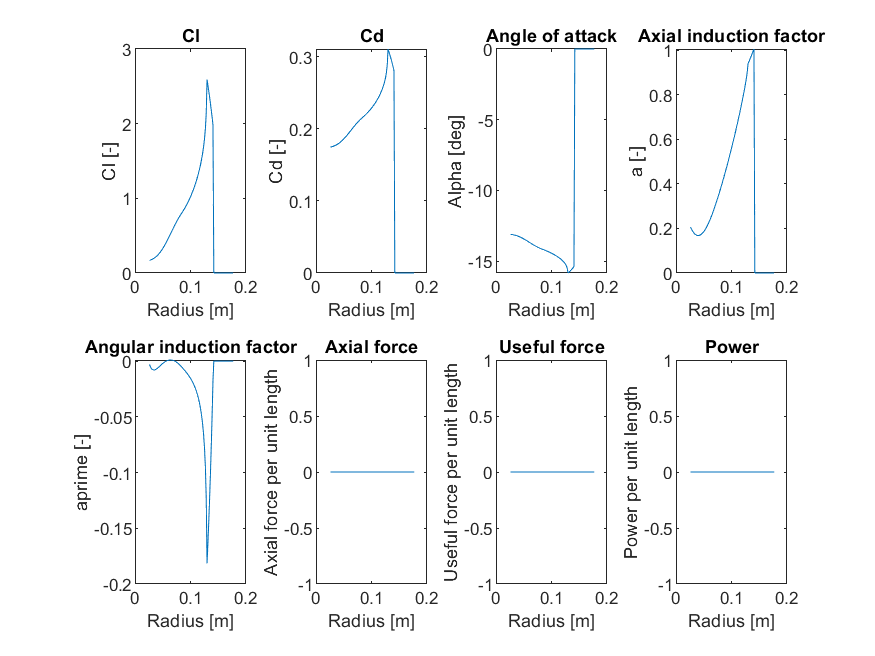 Cl
Cl [-]
3
2
1
0
0
0.1
0.2
Radius [m]
Cd
Cd [-]
0.3
0.2
0.1
0
0
0.1
0.2
Radius [m]
Angle of attack
Alpha [deg]
0
-5
-10
-15
0
0.1
0.2
Radius [m]
Axial induction factor
a [-]
1
0.8
0.6
0.4
0.2
0
0
0.1
0.2
Radius [m]
Angular induction factor
aprime [-]
0
-0.05
-0.1
-0.15
-0.2
0
0.1
0.2
Radius [m]
Axial force
Axial force per unit length
1
0.5
0
-0.5
-1
0
0.1
0.2
Radius [m]
Useful force
Useful force per unit length
1
0.5
0
-0.5
-1
0
0.1
0.2
Radius [m]
Power
Power per unit length
1
0.5
0
-0.5
-1
0
0.1
0.2
Radius [m]